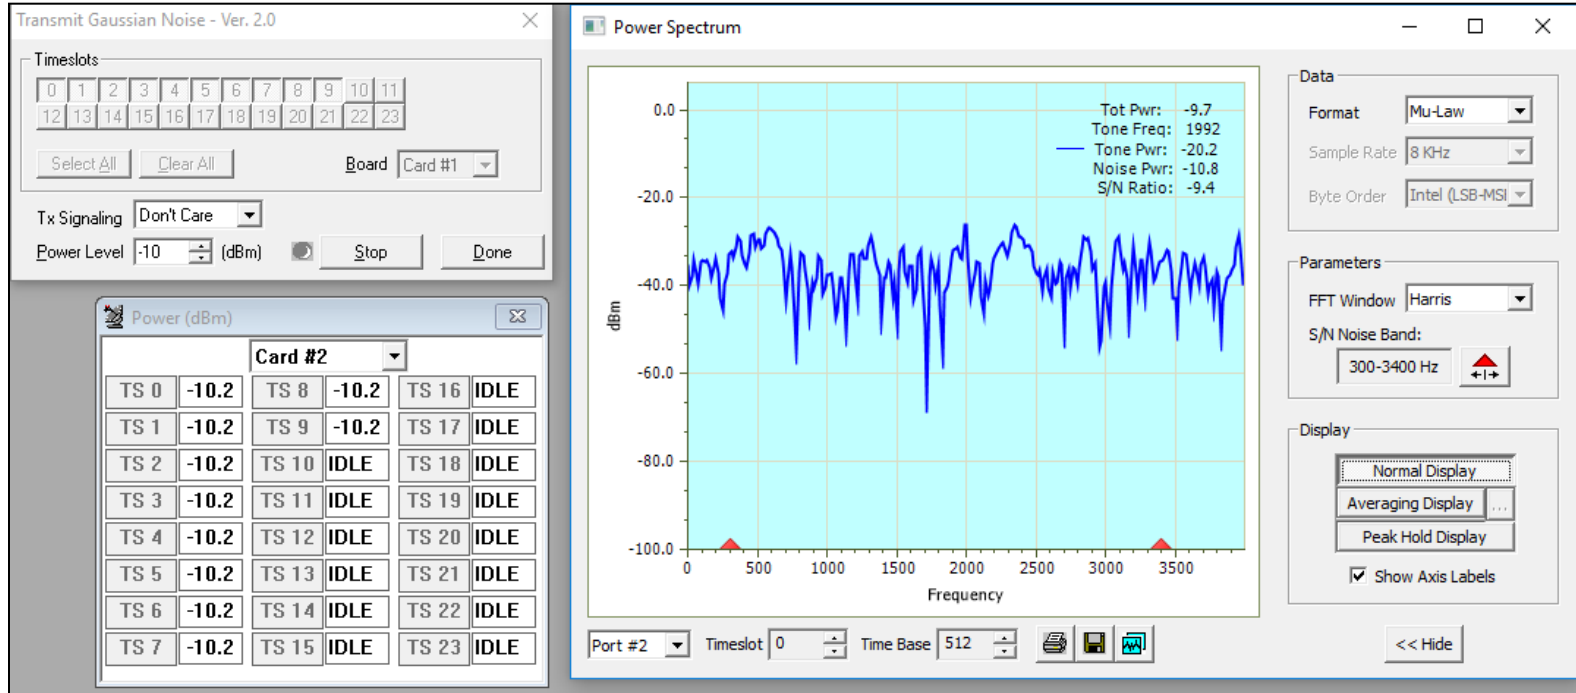 Transmit Gaussian Noise - Ver. 2.0
Timeslots
0 1 2 3 4 5 6 7 8 9 10 11
12 13 14 15 16 17 18 19 20 21 22 23
Select All Clear All Board Card #1
Tx Signaling Don't Care
Power Level -10 (dBm) Stop Done
Power (dBm)
Card #2
TS 0 -10.2 TS 8 -10.2 TS 16 IDLE
TS 1 -10.2 TS 9 -10.2 TS 17 IDLE
TS 2 -10.2 TS 10 IDLE TS 18 IDLE
TS 3 -10.2 TS 11 IDLE TS 19 IDLE
TS 4 -10.2 TS 12 IDLE TS 20 IDLE
TS 5 -10.2 TS 13 IDLE TS 21 IDLE
TS 6 -10.2 TS 14 IDLE TS 22 IDLE
TS 7 -10.2 TS 15 IDLE TS 23 IDLE
Power Spectrum
Tot Pwr: -9.7
Tone Freq: 1992
Tone Pwr: -20.2
Noise Pwr: -10.8
S/N Ratio: -9.4
0.0
-20.0
-40.0
-60.0
-80.0
-100.0
dBm
0 500 1000 1500 2000 2500 3000 3500
Frequency
Port #2 Timeslot 0 Time Base 512
Data
Format Mu-Law
Sample Rate 8 KHz
Byte Order Intel (LSB-MSI
Parameters
FFT Window Harris
S/N Noise Band:
300-3400 Hz
Display
Normal Display
Averaging Display ...
Peak Hold Display
Show Axis Labels
<< Hide